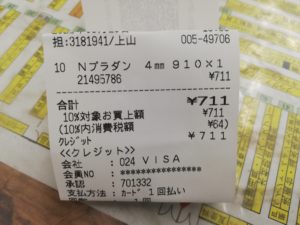 担:3181941/上山 005-49706
10 Nプラダン 4mm 910×1
21495786 ¥711
合計 ¥711
10%対象お買上額 ¥711
(10%内消費税額 ¥64)
クレジット ¥711
<<クレジット>>
会社 : 024 VISA
会員NO : ****************
承認 : 701332
支払方法 : カード 1回払い